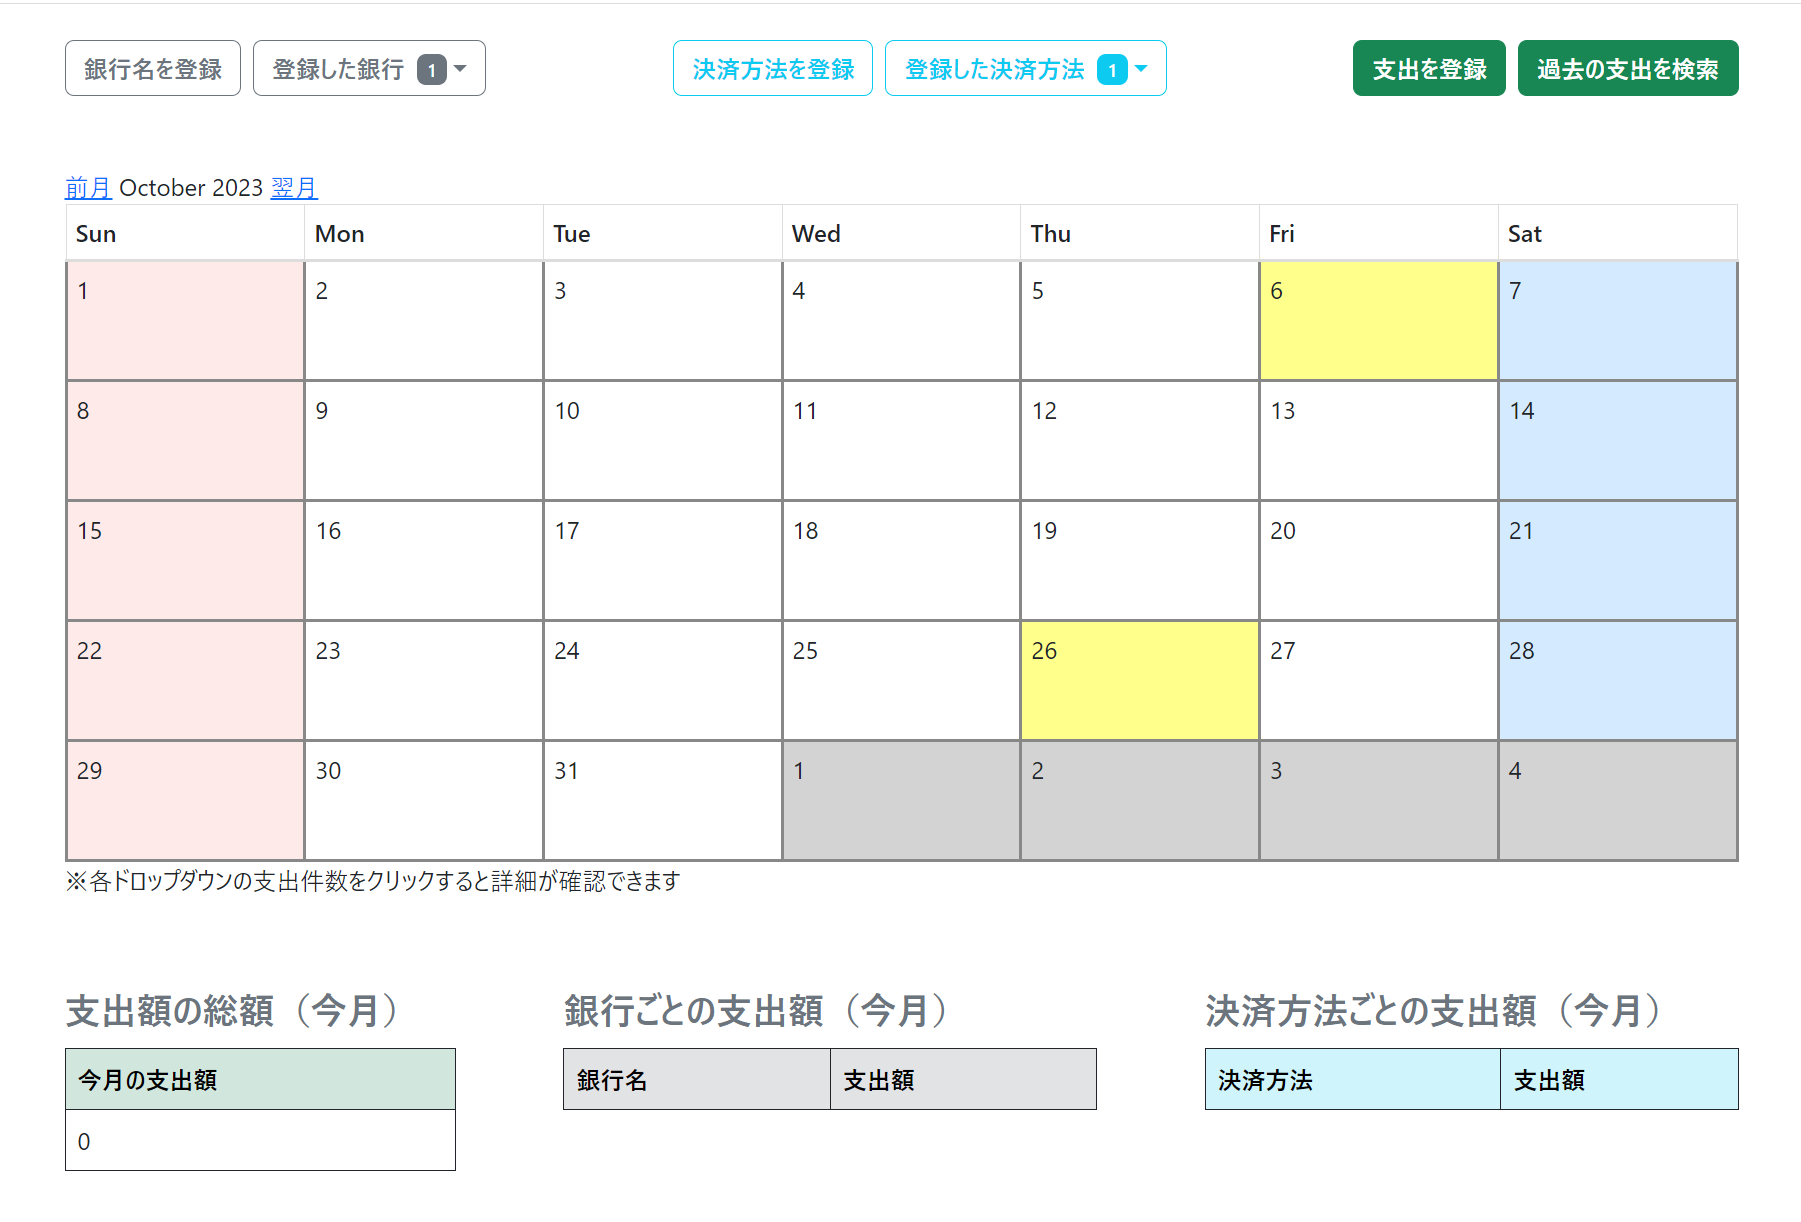 銀行名を登録 登録した銀行 1 決済方法を登録 登録した決済方法 1 支出を登録 過去の支出を検索
前月 October 2023 翌月
Sun Mon Tue Wed Thu Fri Sat
1 2 3 4 5 6 7
8 9 10 11 12 13 14
15 16 17 18 19 20 21
22 23 24 25 26 27 28
29 30 31 1 2 3 4
※各ドロップダウンの支出件数をクリックすると詳細が確認できます
支出額の総額（今月） 銀行ごとの支出額（今月） 決済方法ごとの支出額（今月）
今月の支出額 銀行名 支出額 決済方法 支出額
0